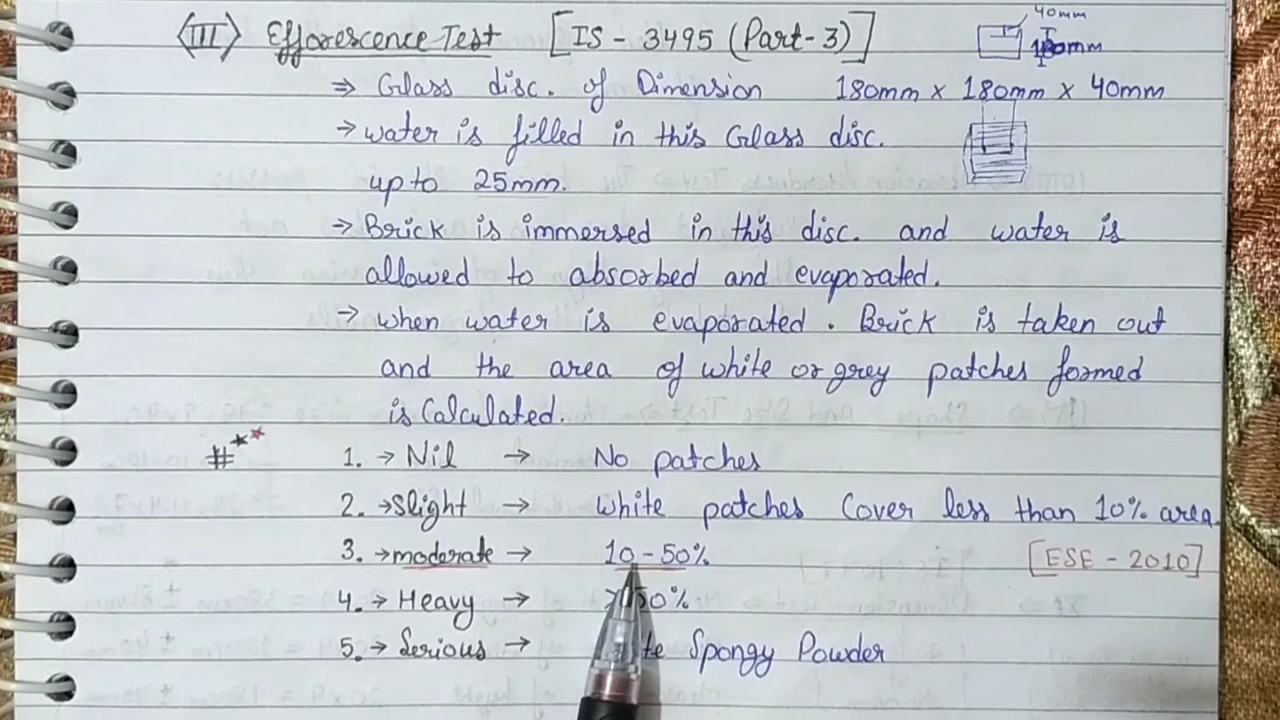 <III> Efforescence Test [IS - 3495 (Part-3)]
40mm
⇒ Glass disc. of Dimension 180mm x 180mm x 40mm
→ water is filled in this Glass disc.
up to 25mm.
→ Brick is immersed in this disc. and water is
allowed to absorbed and evaporated.
→ when water is evaporated. Brick is taken out
and the area of white or grey patches formed
is Calculated.
# 1. → Nil → No patches
2. → Slight → White patches Cover less than 10% area.
3. → moderate → 10 - 50% [ESE - 2010]
4. → Heavy → >50%
5. → Serious → Spongy Powder